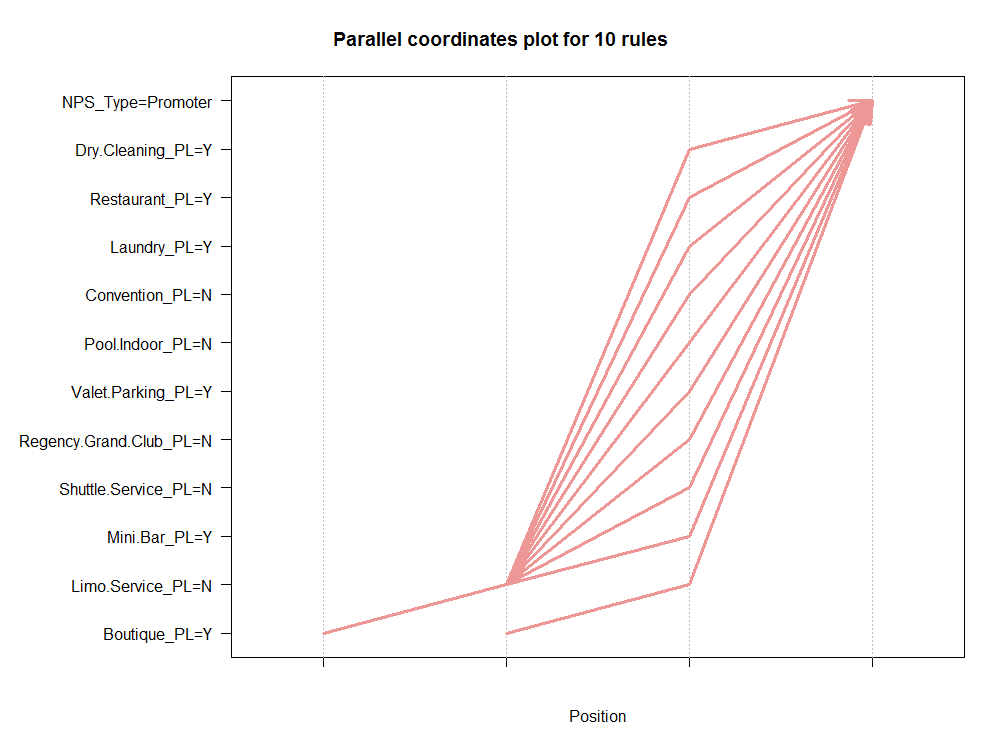 Parallel coordinates plot for 10 rules
NPS_Type=Promoter
Dry.Cleaning_PL=Y
Restaurant_PL=Y
Laundry_PL=Y
Convention_PL=N
Pool.Indoor_PL=N
Valet.Parking_PL=Y
Regency.Grand.Club_PL=N
Shuttle.Service_PL=N
Mini.Bar_PL=Y
Limo.Service_PL=N
Boutique_PL=Y
Position